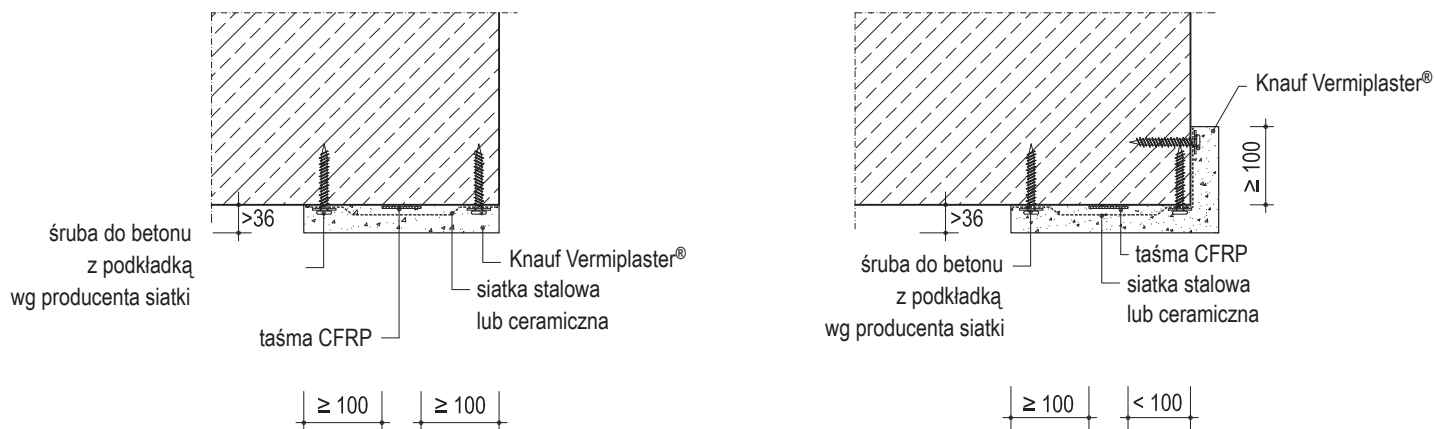 >36
śruba do betonu
z podkładką
wg producenta siatki
Knauf Vermiplaster®
siatka stalowa
lub ceramiczna
taśma CFRP
≥ 100
≥ 100
Knauf Vermiplaster®
≥ 100
>36
śruba do betonu
z podkładką
wg producenta siatki
taśma CFRP
siatka stalowa
lub ceramiczna
≥ 100
< 100